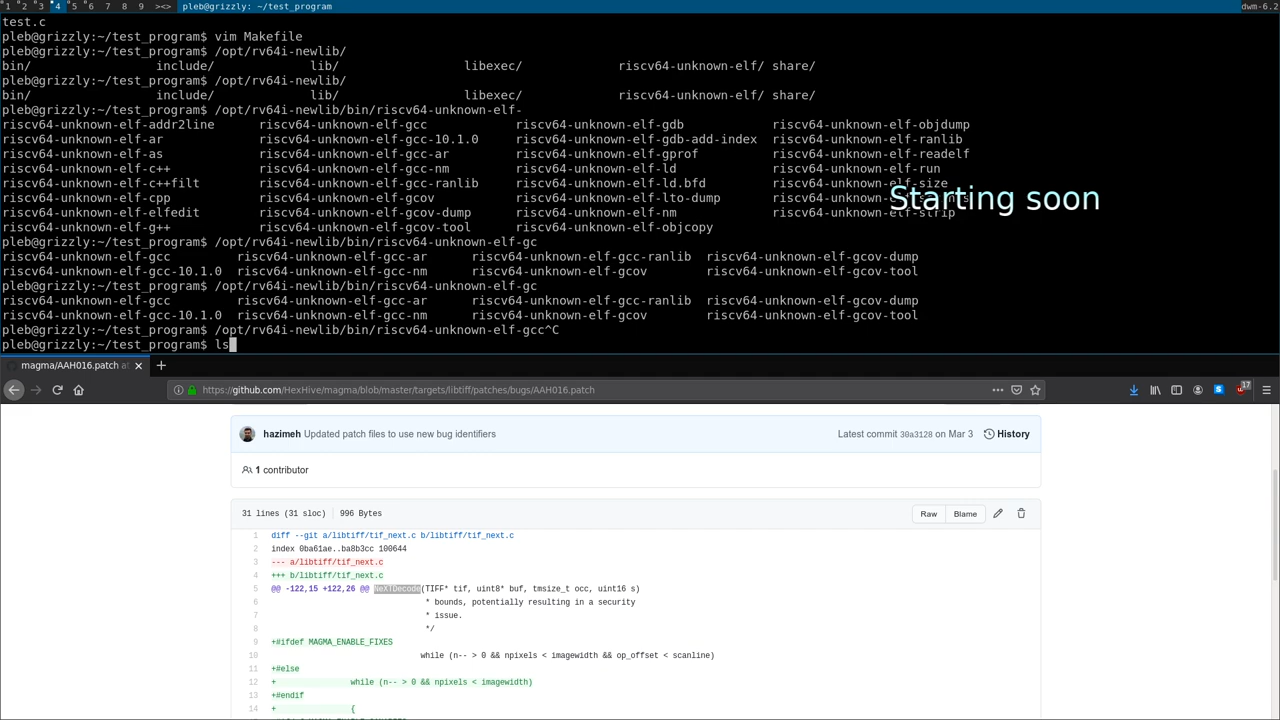 1 2 3 4 5 6 7 8 9 ><> pleb@grizzly: ~/test_program dwm-6.2
test.c
pleb@grizzly:~/test_program$ vim Makefile
pleb@grizzly:~/test_program$ /opt/rv64i-newlib/
bin/ include/ lib/ libexec/ riscv64-unknown-elf/ share/
pleb@grizzly:~/test_program$ /opt/rv64i-newlib/
bin/ include/ lib/ libexec/ riscv64-unknown-elf/ share/
pleb@grizzly:~/test_program$ /opt/rv64i-newlib/bin/riscv64-unknown-elf-
riscv64-unknown-elf-addr2line riscv64-unknown-elf-gcc riscv64-unknown-elf-gdb riscv64-unknown-elf-objdump
riscv64-unknown-elf-ar riscv64-unknown-elf-gcc-10.1.0 riscv64-unknown-elf-gdb-add-index riscv64-unknown-elf-ranlib
riscv64-unknown-elf-as riscv64-unknown-elf-gcc-ar riscv64-unknown-elf-gprof riscv64-unknown-elf-readelf
riscv64-unknown-elf-c++ riscv64-unknown-elf-gcc-nm riscv64-unknown-elf-ld riscv64-unknown-elf-run
riscv64-unknown-elf-c++filt riscv64-unknown-elf-gcc-ranlib riscv64-unknown-elf-ld.bfd riscv64-unknown-elf-size
Starting soon
riscv64-unknown-elf-cpp riscv64-unknown-elf-gcov riscv64-unknown-elf-lto-dump
riscv64-unknown-elf-elfedit riscv64-unknown-elf-gcov-dump riscv64-unknown-elf-nm riscv64-unknown-elf-strip
riscv64-unknown-elf-g++ riscv64-unknown-elf-gcov-tool riscv64-unknown-elf-objcopy
pleb@grizzly:~/test_program$ /opt/rv64i-newlib/bin/riscv64-unknown-elf-gc
riscv64-unknown-elf-gcc riscv64-unknown-elf-gcc-ar riscv64-unknown-elf-gcc-ranlib riscv64-unknown-elf-gcov-dump
riscv64-unknown-elf-gcc-10.1.0 riscv64-unknown-elf-gcc-nm riscv64-unknown-elf-gcov riscv64-unknown-elf-gcov-tool
pleb@grizzly:~/test_program$ /opt/rv64i-newlib/bin/riscv64-unknown-elf-gc
riscv64-unknown-elf-gcc riscv64-unknown-elf-gcc-ar riscv64-unknown-elf-gcc-ranlib riscv64-unknown-elf-gcov-dump
riscv64-unknown-elf-gcc-10.1.0 riscv64-unknown-elf-gcc-nm riscv64-unknown-elf-gcov riscv64-unknown-elf-gcov-tool
pleb@grizzly:~/test_program$ /opt/rv64i-newlib/bin/riscv64-unknown-elf-gcc^C
pleb@grizzly:~/test_program$ ls
magma/AAH016.patch at
https://github.com/HexHive/magma/blob/master/targets/libtiff/patches/bugs/AAH016.patch 17
hazimeh Updated patch files to use new bug identifiers Latest commit 30a3128 on Mar 3 History
1 contributor
31 lines (31 sloc) 996 Bytes Raw Blame
1 diff --git a/libtiff/tif_next.c b/libtiff/tif_next.c
2 index 0ba61ae..ba8b3cc 100644
3 --- a/libtiff/tif_next.c
4 +++ b/libtiff/tif_next.c
5 @@ -122,15 +122,26 @@ NeXTDecode(TIFF* tif, uint8* buf, tmsize_t occ, uint16 s)
6 * bounds, potentially resulting in a security
7 * issue.
8 */
9 +#ifdef MAGMA_ENABLE_FIXES
10 while (n-- > 0 && npixels < imagewidth && op_offset < scanline)
11 +#else
12 + while (n-- > 0 && npixels < imagewidth)
13 +#endif
14 + {